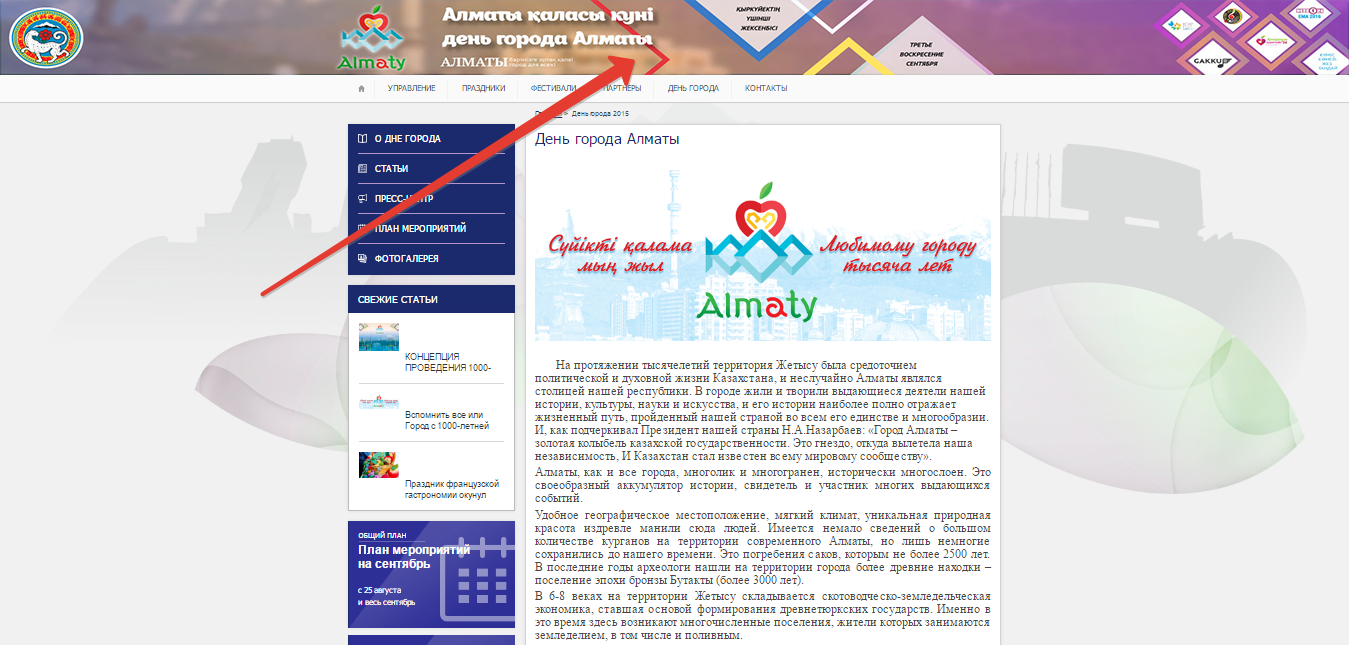 Алматы қаласы күні
день города Алматы
Almaty
АЛМАТЫ
ҚЫРКҮЙЕКТІҢ
ҮШІНШІ
ЖЕКСЕНБІСІ
ТРЕТЬЕ
ВОСКРЕСЕНИЕ
СЕНТЯБРЯ
GAKKU
EMA 2016
УПРАВЛЕНИЕ ПРАЗДНИКИ ФЕСТИВАЛИ ПАРТНЕРЫ ДЕНЬ ГОРОДА КОНТАКТЫ
» День города 2015
О ДНЕ ГОРОДА
СТАТЬИ
ПРЕСС-ЦЕНТР
ПЛАН МЕРОПРИЯТИЙ
ФОТОГАЛЕРЕЯ
СВЕЖИЕ СТАТЬИ
КОНЦЕПЦИЯ
ПРОВЕДЕНИЯ 1000-
Вспомнить все или
Город с 1000-летней
Праздник французской
гастрономии окунул
ОБЩИЙ ПЛАН
План мероприятий
на сентябрь
с 25 августа
и весь сентябрь
День города Алматы
Сүйікті қалама
мың жыл
Любимому городу
тысяча лет
Almaty
На протяжении тысячелетий территория Жетысу была средоточием
политической и духовной жизни Казахстана, и неслучайно Алматы являлся
столицей нашей республики. В городе жили и творили выдающиеся деятели нашей
истории, культуры, науки и искусства, и его истории наиболее полно отражает
жизненный путь, пройденный нашей страной во всем его единстве и многообразии.
И, как подчеркивал Президент нашей страны Н.А.Назарбаев: «Город Алматы –
золотая колыбель казахской государственности. Это гнездо, откуда вылетела наша
независимость, И Казахстан стал известен всему мировому сообществу».
Алматы, как и все города, многолик и многогранен, исторически многослоен. Это
своеобразный аккумулятор истории, свидетель и участник многих выдающихся
событий.
Удобное географическое местоположение, мягкий климат, уникальная природная
красота издревле манили сюда людей. Имеется немало сведений о большом
количестве курганов на территории современного Алматы, но лишь немногие
сохранились до нашего времени. Это погребения саков, которым не более 2500 лет.
В последние годы археологи нашли на территории города более древние находки –
поселение эпохи бронзы Бутакты (более 3000 лет).
В 6-8 веках на территории Жетысу складывается скотоводческо-земледельческая
экономика, ставшая основой формирования древнетюркских государств. Именно в
это время здесь возникают многочисленные поселения, жители которых занимаются
земледелием, в том числе и поливным.